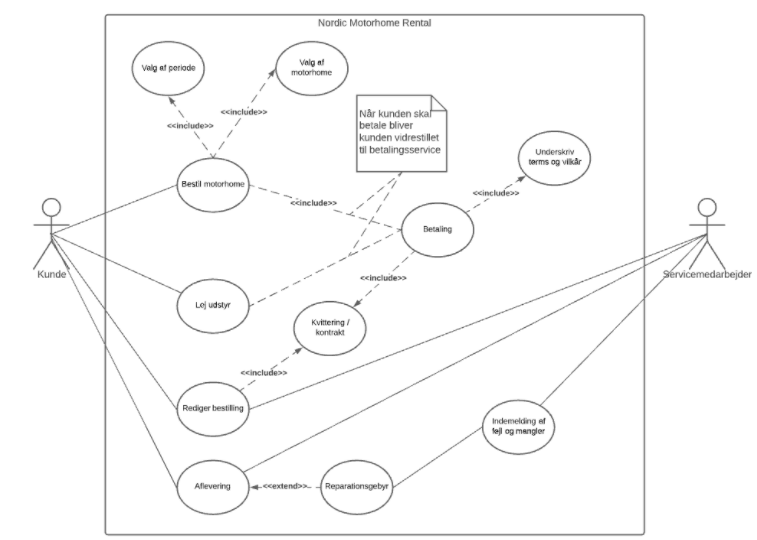 Nordic Motorhome Rental
Valg af periode
Valg af
motorhome
<<include>>
<<include>>
Når kunden skal
betale bliver
kunden vidrestillet
til betalingsservice
Underskriv
terms og vilkår
Bestil motorhome
<<include>>
<<include>>
Betaling
Kunde
Servicemedarbejder
<<include>>
Lej udstyr
Kvittering /
kontrakt
<<include>>
Rediger bestilling
Indemelding af
fejl og mangler
Aflevering
<<extend>>
Reparationsgebyr